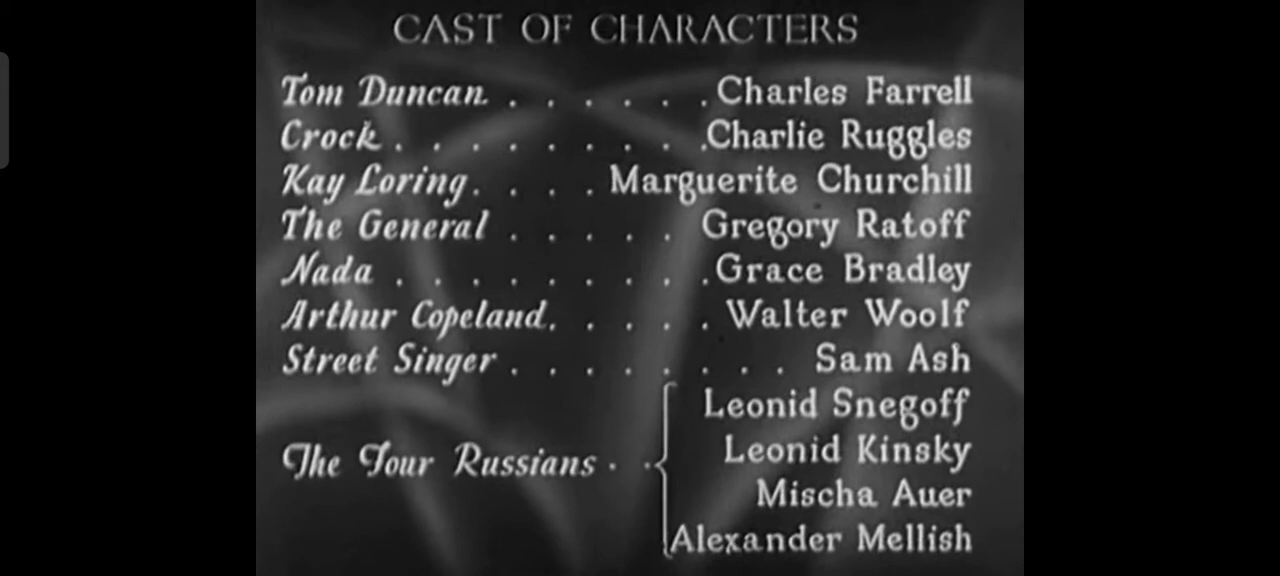 CAST OF CHARACTERS
Tom Duncan . . . . . . Charles Farrell
Crock . . . . . . . . . Charlie Ruggles
Kay Loring . . . . Marguerite Churchill
The General . . . . . Gregory Ratoff
Nada . . . . . . . . . Grace Bradley
Arthur Copeland . . . . . Walter Woolf
Street Singer . . . . . . . . Sam Ash
Leonid Snegoff
Leonid Kinsky
The Four Russians . .
Mischa Auer
Alexander Mellish